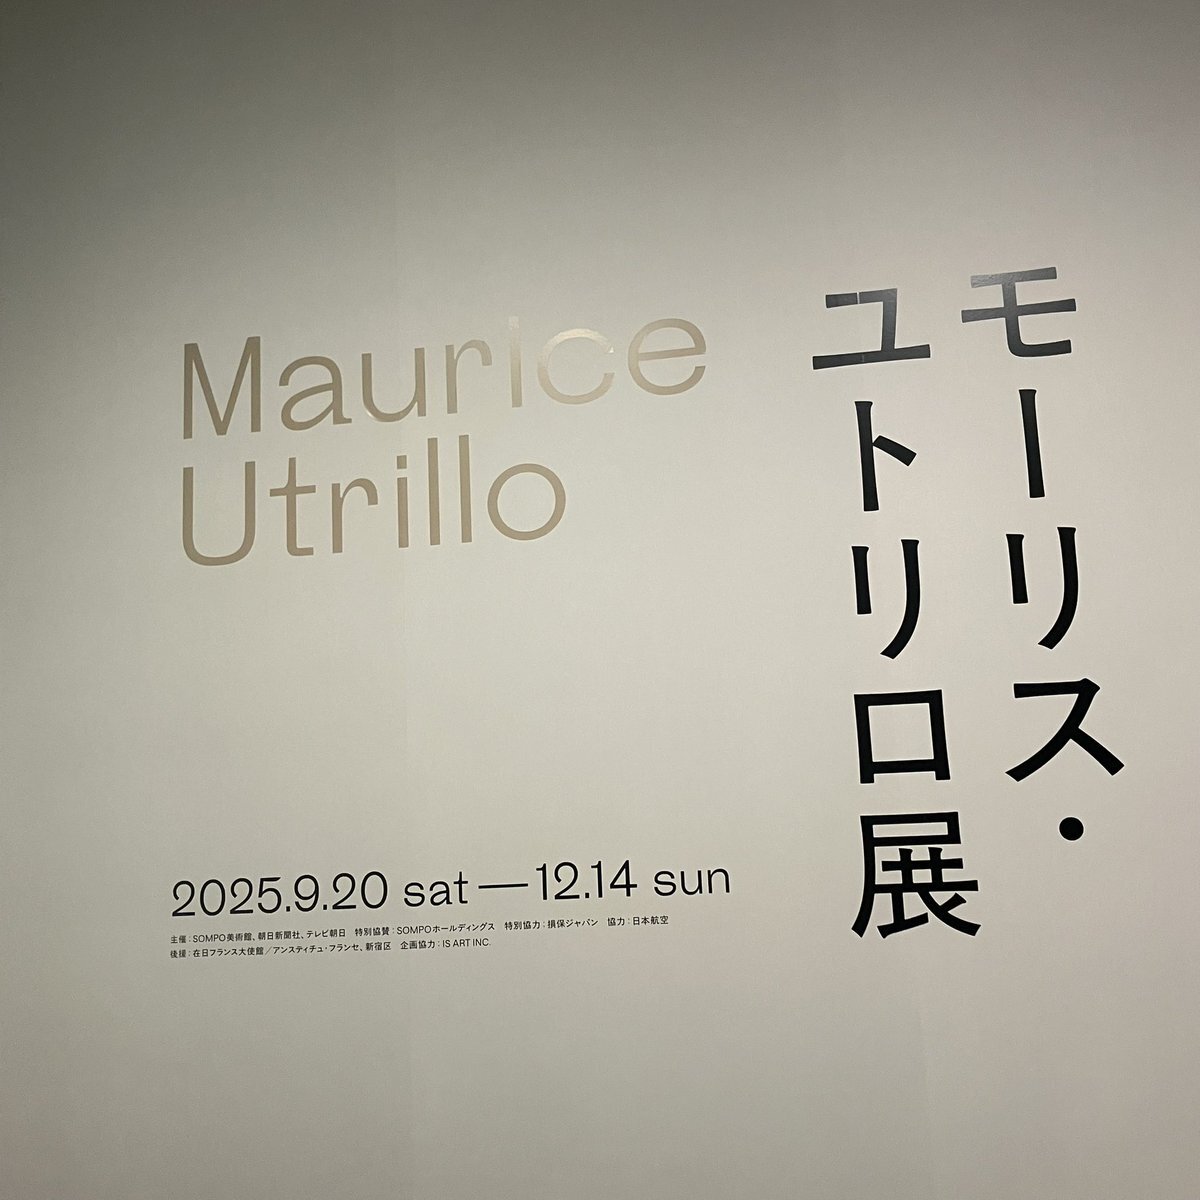 モーリス・
ユトリロ展
Maurice
Utrillo
2025.9.20 sat—12.14 sun
主催:SOMPO美術館、朝日新聞社、テレビ朝日　特別協賛:SOMPOホールディングス　特別協力:損保ジャパン　協力:日本航空
後援:在日フランス大使館／アンスティチュ・フランセ、新宿区　企画協力:IS ART INC.